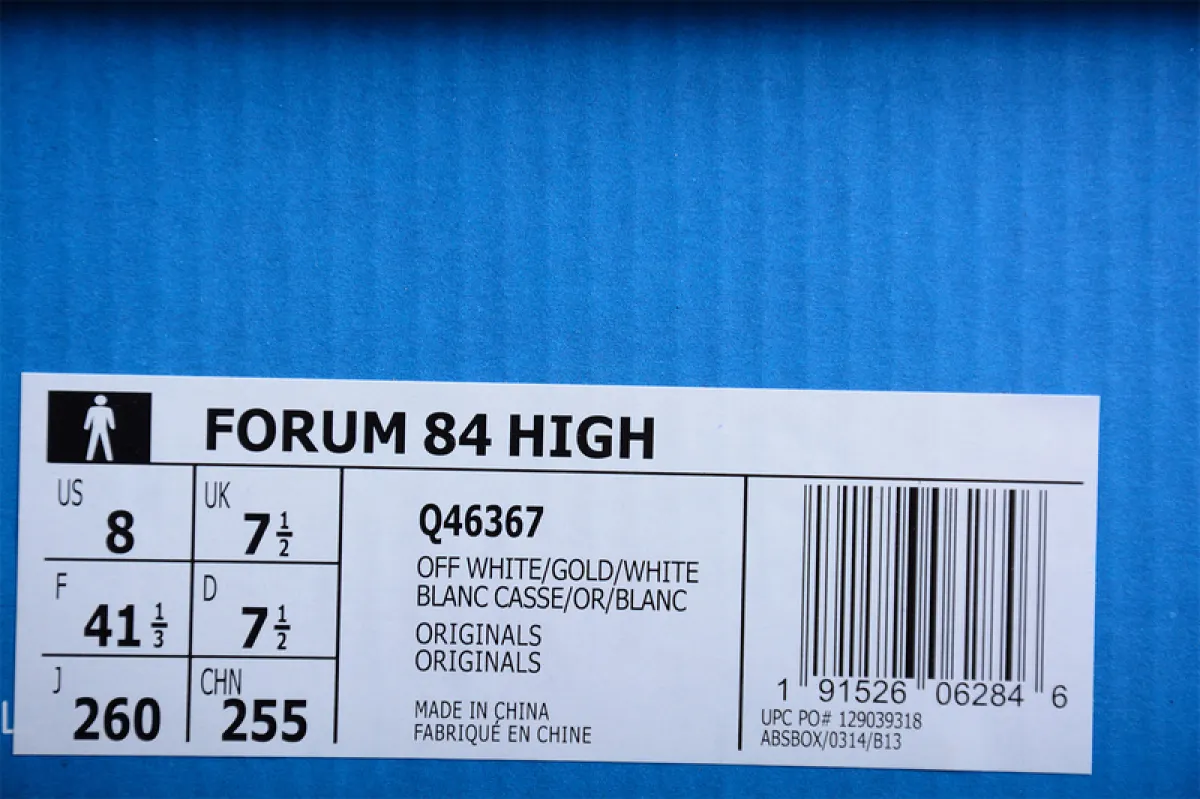 FORUM 84 HIGH
US
8
UK
7 1/2
F
41 1/3
D
7 1/2
J
260
CHN
255
Q46367
OFF WHITE/GOLD/WHITE
BLANC CASSE/OR/BLANC
ORIGINALS
ORIGINALS
MADE IN CHINA
FABRIQUÉ EN CHINE
1 91526 06284 6
UPC PO# 129039318
ABSBOX/0314/B13